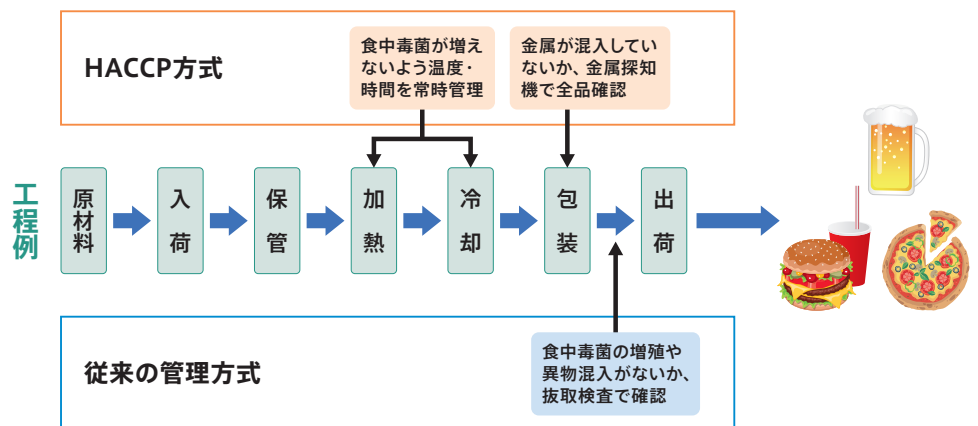 HACCP方式
食中毒菌が増え
ないよう温度・
時間を常時管理
金属が混入してい
ないか、金属探知
機で全品確認
工程例
原材料
入荷
保管
加熱
冷却
包装
出荷
従来の管理方式
食中毒菌の増殖や
異物混入がないか、
抜取検査で確認